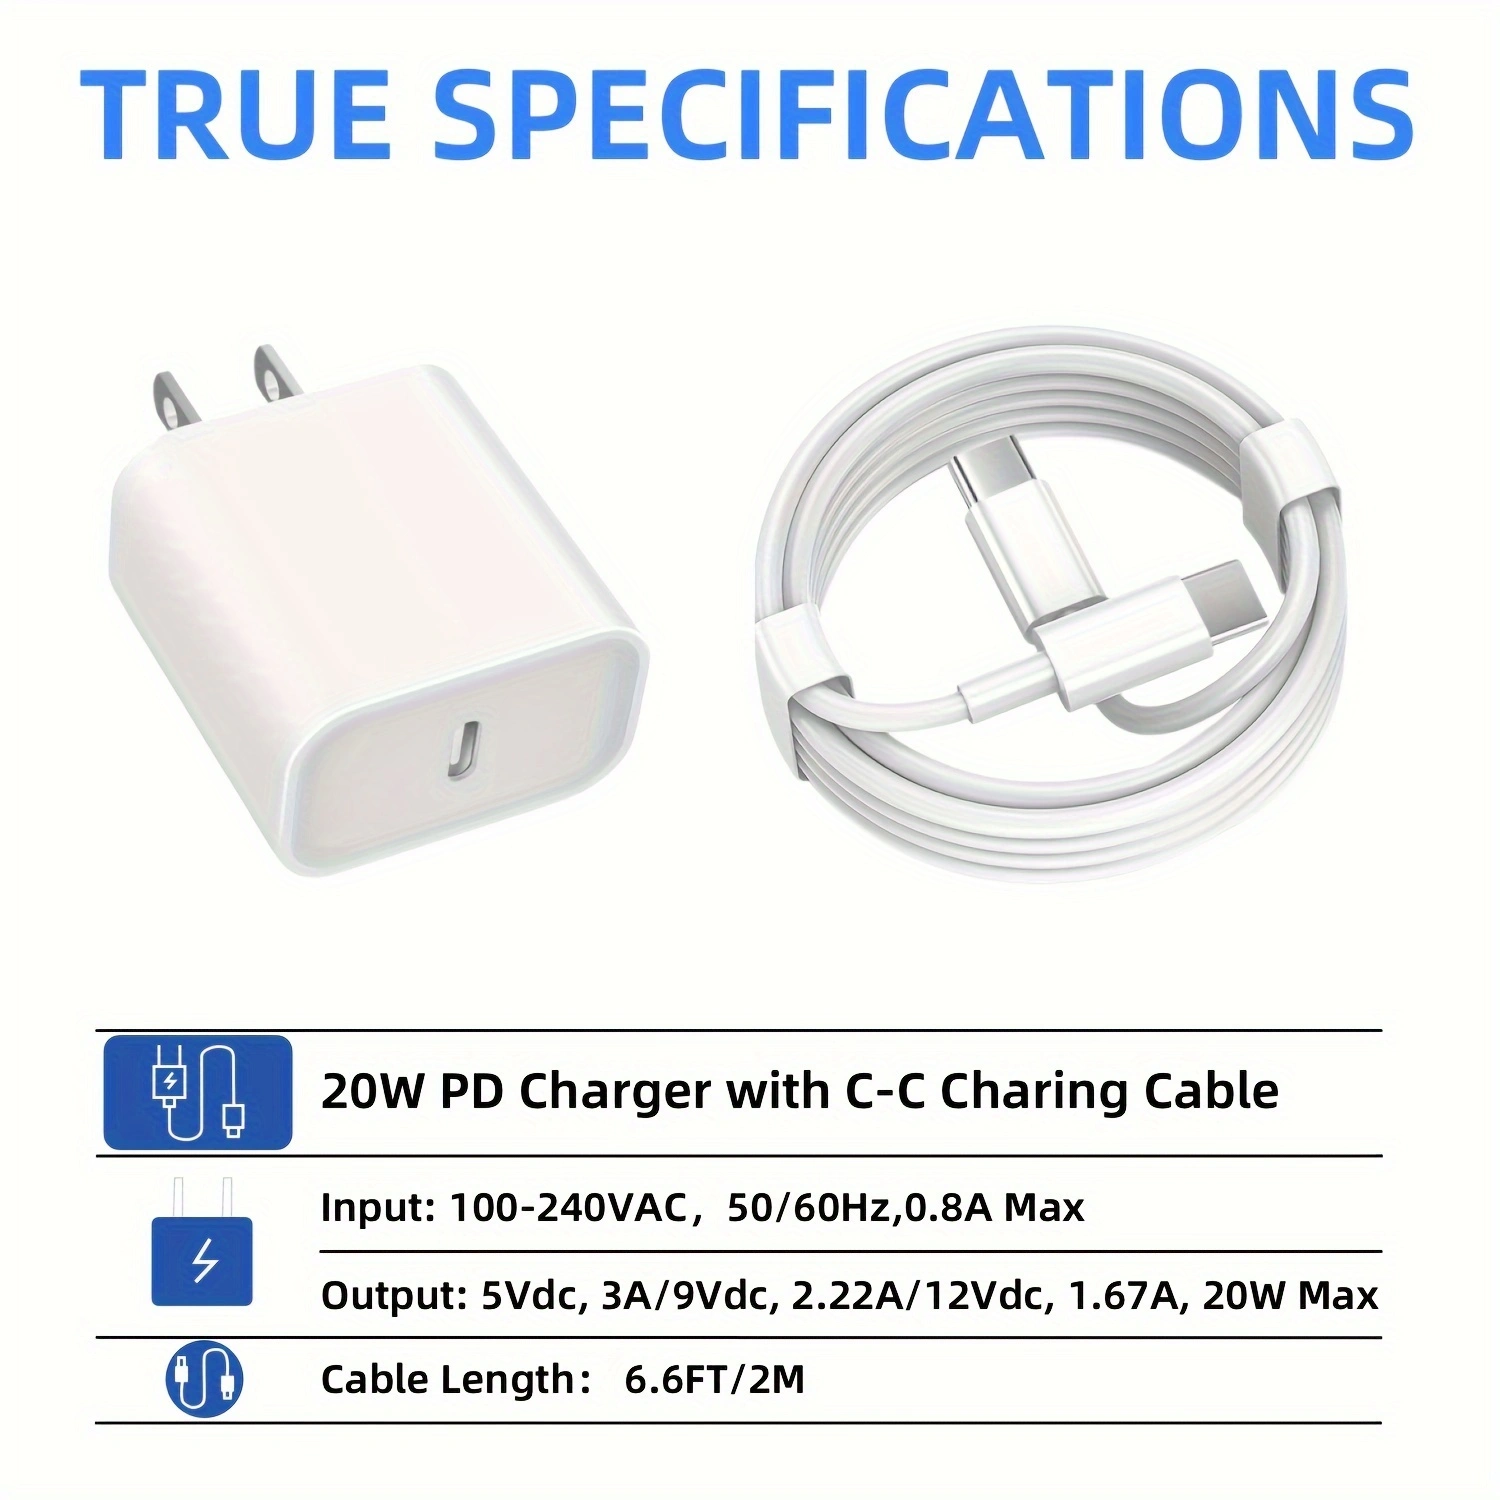 TRUE SPECIFICATIONS
20W PD Charger with C-C Charing Cable
Input: 100-240VAC，50/60Hz,0.8A Max
Output: 5Vdc, 3A/9Vdc, 2.22A/12Vdc, 1.67A, 20W Max
Cable Length： 6.6FT/2M